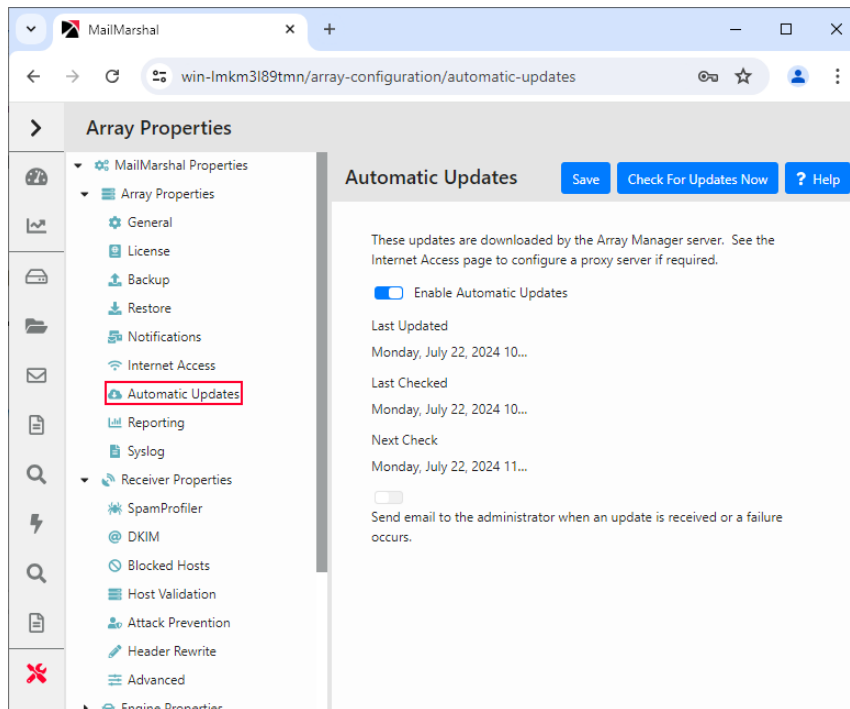 MailMarshal
win-lmkm3l89tmn/array-configuration/automatic-updates
Array Properties
MailMarshal Properties
Array Properties
General
License
Backup
Restore
Notifications
Internet Access
Automatic Updates
Reporting
Syslog
Receiver Properties
SpamProfiler
DKIM
Blocked Hosts
Host Validation
Attack Prevention
Header Rewrite
Advanced
Engine Properties
Automatic Updates
Save
Check For Updates Now
? Help
These updates are downloaded by the Array Manager server. See the
Internet Access page to configure a proxy server if required.
Enable Automatic Updates
Last Updated
Monday, July 22, 2024 10...
Last Checked
Monday, July 22, 2024 10...
Next Check
Monday, July 22, 2024 11...
Send email to the administrator when an update is received or a failure
occurs.